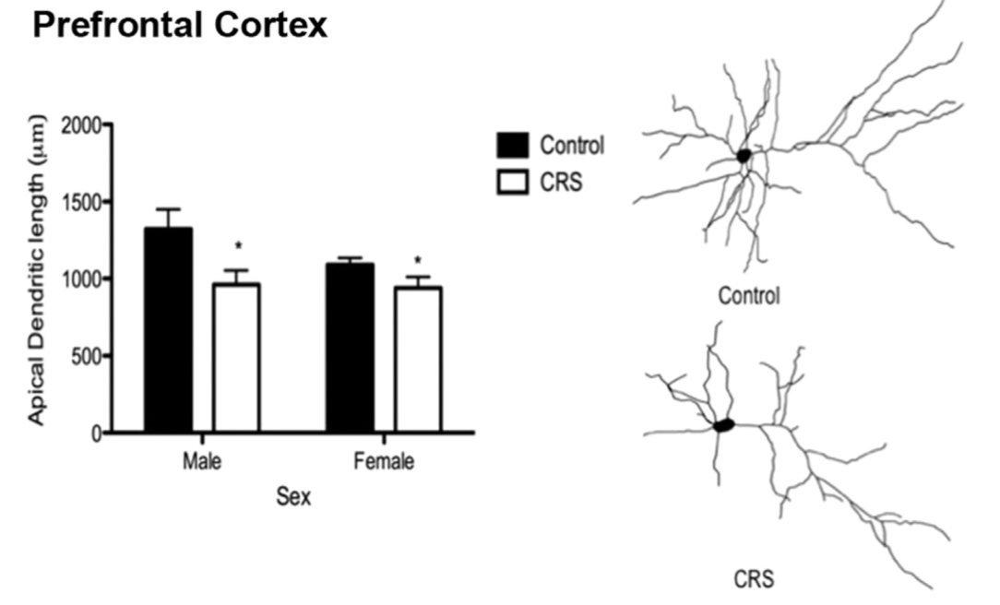 Prefrontal Cortex
Apical Dendritic length (µm)
2000
1500
1000
500
0
*
*
Male
Female
Sex
Control
CRS
Control
CRS